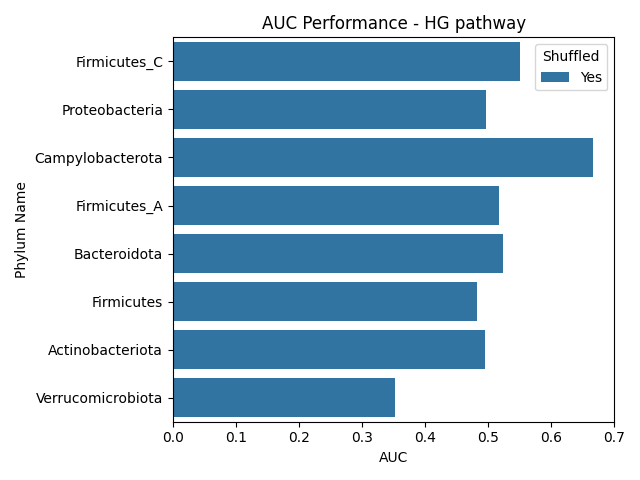 AUC Performance - HG pathway
Shuffled
Yes
Phylum Name
Firmicutes_C
Proteobacteria
Campylobacterota
Firmicutes_A
Bacteroidota
Firmicutes
Actinobacteriota
Verrucomicrobiota
0.0 0.1 0.2 0.3 0.4 0.5 0.6 0.7
AUC